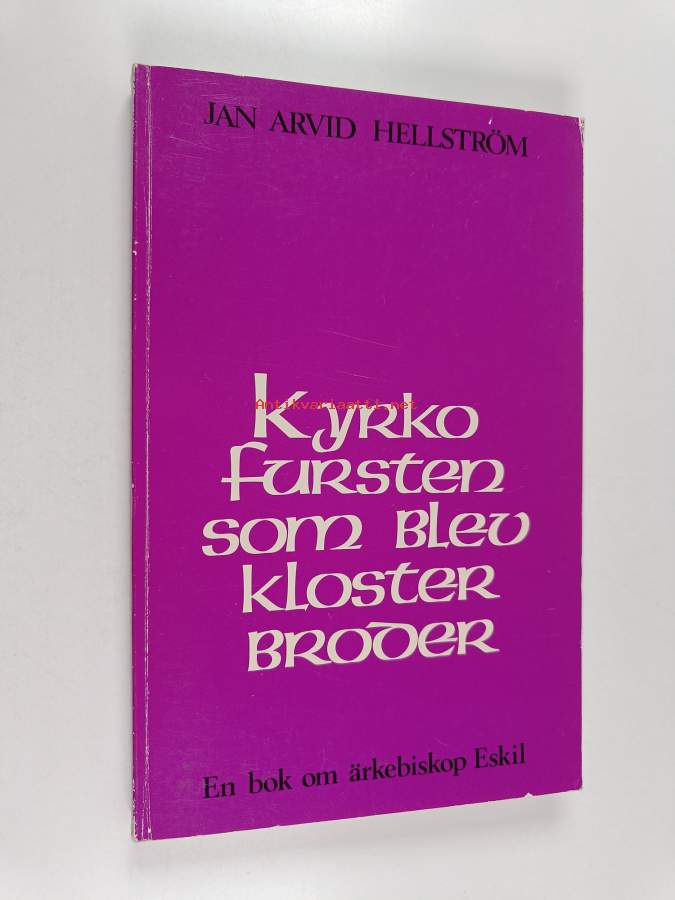 JAN ARVID HELLSTRÖM
Kyrko
Antikvariaatti.net
fursten
som blev
kloster
broder
En bok om ärkebiskop Eskil